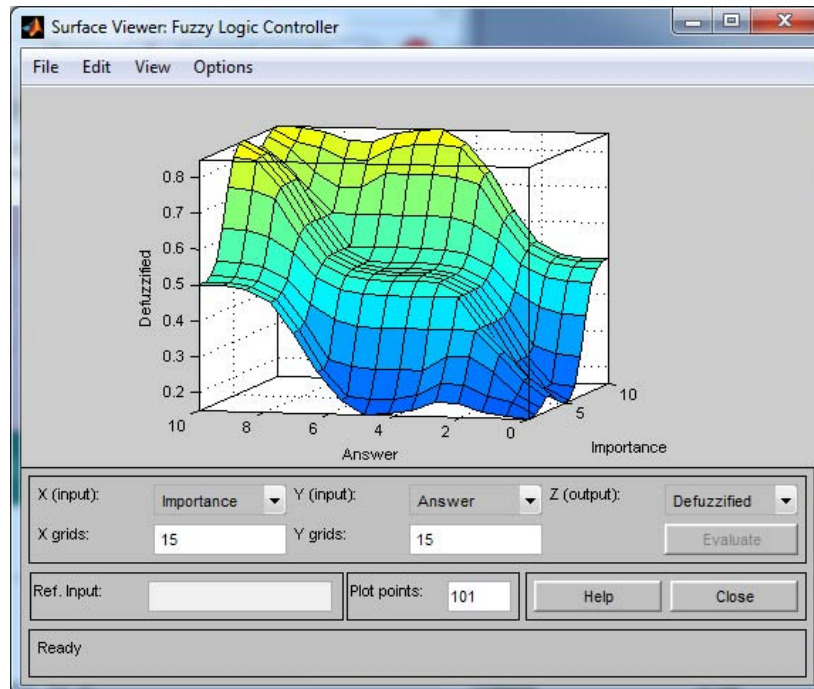 Surface Viewer: Fuzzy Logic Controller
File Edit View Options
0.8
0.7
0.6
0.5
0.4
0.3
0.2
Defuzzified
10 8 6 4 2 0
Answer
5
10
Importance
X (input): Importance Y (input): Answer Z (output): Defuzzified
X grids: 15 Y grids: 15 Evaluate
Ref. Input: Plot points: 101 Help Close
Ready